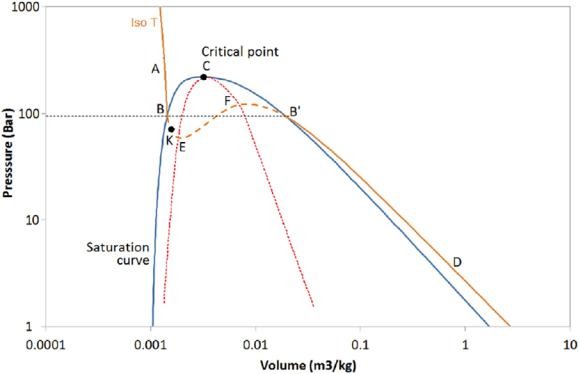 1000
Iso T
Critical point
C
A
100
B
B'
F
K
E
Presssure (Bar)
10
Saturation
curve
D
1
0.0001
0.001
0.01
0.1
1
10
Volume (m3/kg)